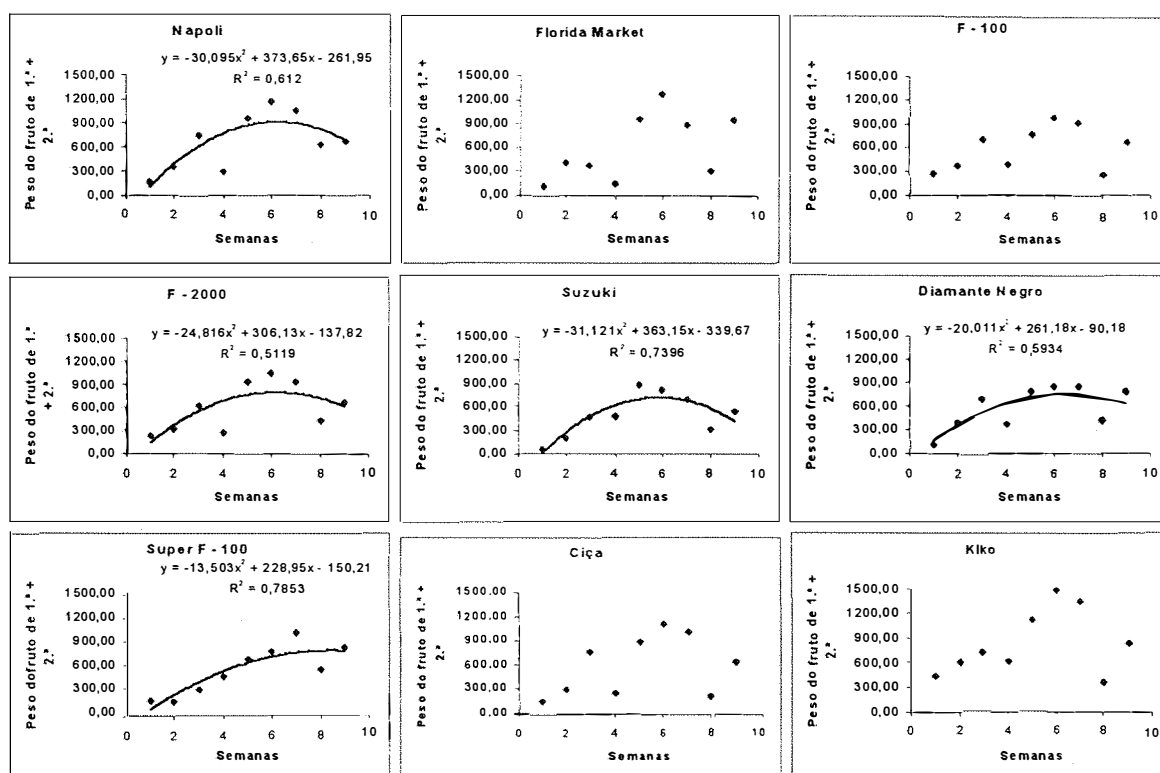 Napoli
y = -30,095x² + 373,65x - 261,95
R² = 0,612
Peso do fruto de 1.ª +
2.ª
1500,00
1200,00
900,00
600,00
300,00
0,00
0 2 4 6 8 10
Semanas
Florida Market
Peso do fruto de 1.ª +
2.ª
1500,00
1200,00
900,00
600,00
300,00
0,00
0 2 4 6 8 10
Semanas
F - 100
Peso do fruto de 1.ª +
2.ª
1500,00
1200,00
900,00
600,00
300,00
0,00
0 2 4 6 8 10
Semanas
F - 2000
y = -24,816x² + 306,13x - 137,82
R² = 0,5119
Peso do fruto de 1.ª
+ 2.ª
1500,00
1200,00
900,00
600,00
300,00
0,00
0 2 4 6 8 10
Semanas
Suzuki
y = -31,121x² + 363,15x - 339,67
R² = 0,7396
Peso do fruto de 1.ª +
2.ª
1500,00
1200,00
900,00
600,00
300,00
0,00
0 2 4 6 8 10
Semanas
Diamante Negro
y = -20,011x² + 261,18x - 90,18
R² = 0,5934
Peso do fruto de 1.ª +
2.ª
1500,00
1200,00
900,00
600,00
300,00
0,00
0 2 4 6 8 10
Semanas
Super F - 100
y = -13,503x² + 228,95x - 150,21
R² = 0,7853
Peso dofruto de 1.ª +
2.ª
1500,00
1200,00
900,00
600,00
300,00
0,00
0 2 4 6 8 10
Semanas
Ciça
Peso do fruto de 1.ª +
2.ª
1500,00
1200,00
900,00
600,00
300,00
0,00
0 2 4 6 8 10
Semanas
Kiko
Peso do fruto de 1.ª +
2.ª
1500,00
1200,00
900,00
600,00
300,00
0,00
0 2 4 6 8 10
Semanas